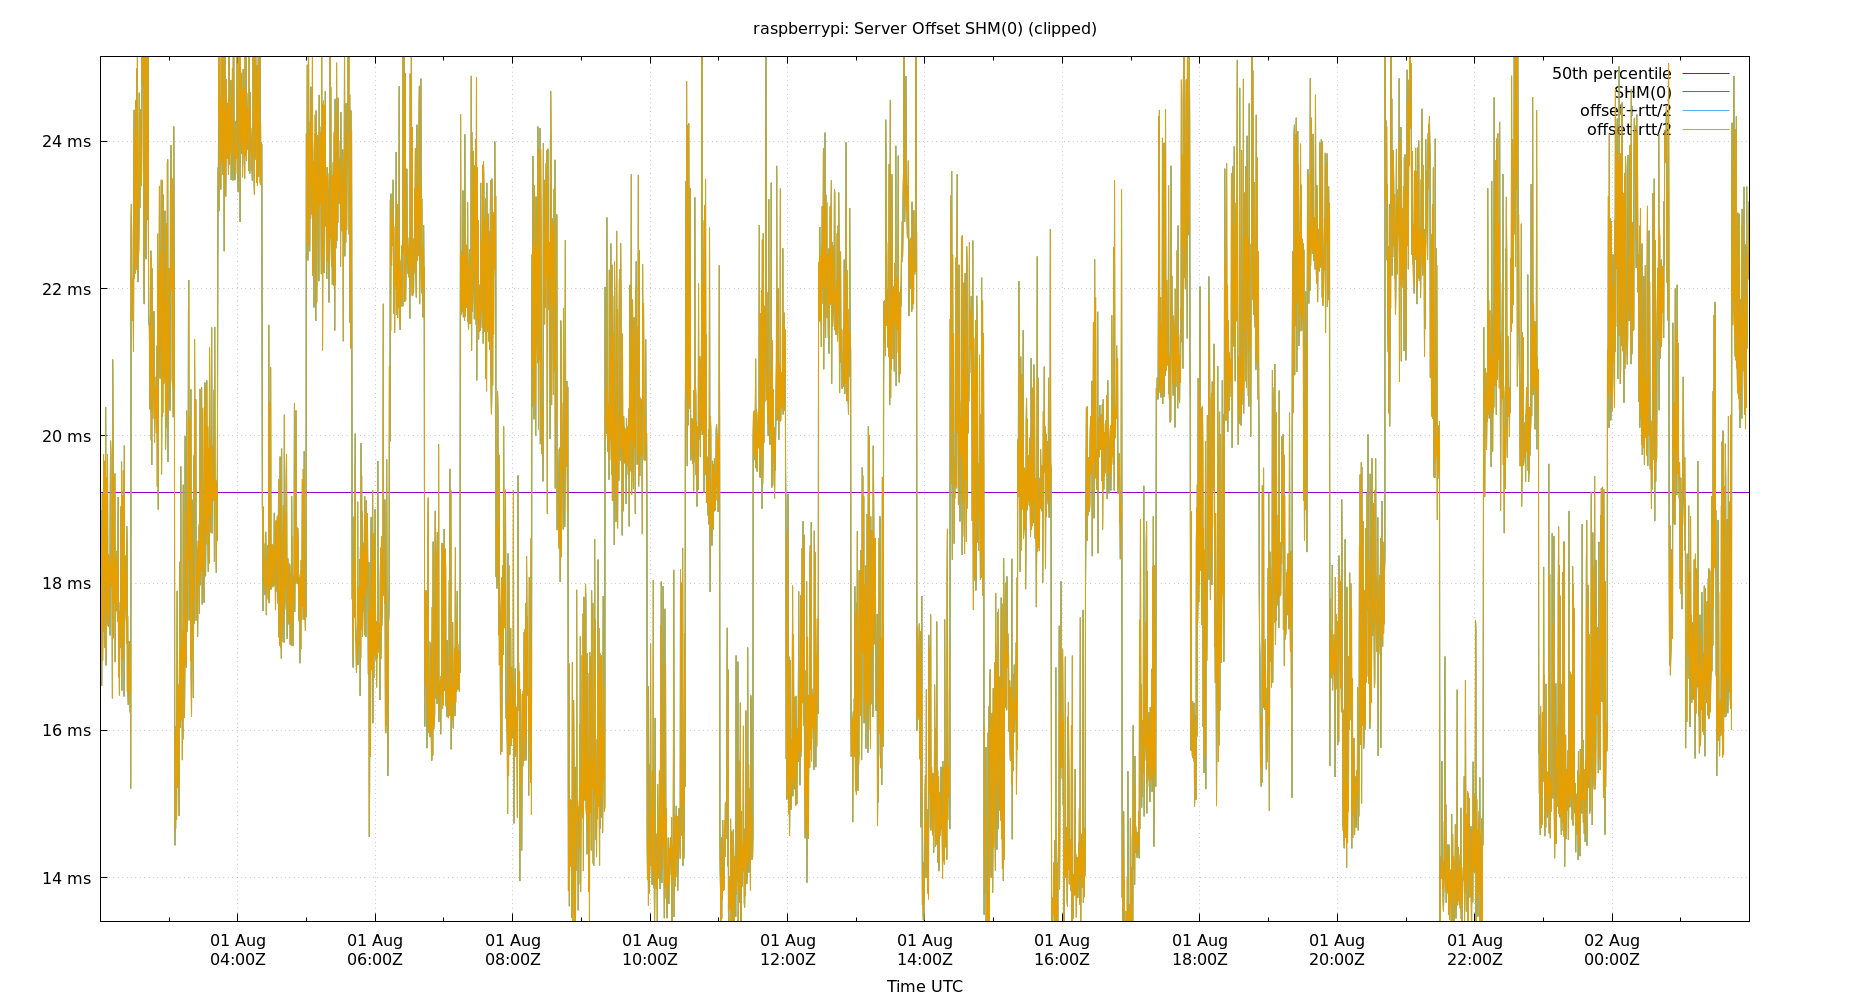 raspberrypi: Server Offset SHM(0) (clipped)
50th percentile
SHM(0)
offset+rtt/2
offset-rtt/2
24 ms
22 ms
20 ms
18 ms
16 ms
14 ms
01 Aug 01 Aug 01 Aug 01 Aug 01 Aug 01 Aug 01 Aug 01 Aug 01 Aug 01 Aug 02 Aug
04:00Z 06:00Z 08:00Z 10:00Z 12:00Z 14:00Z 16:00Z 18:00Z 20:00Z 22:00Z 00:00Z
Time UTC